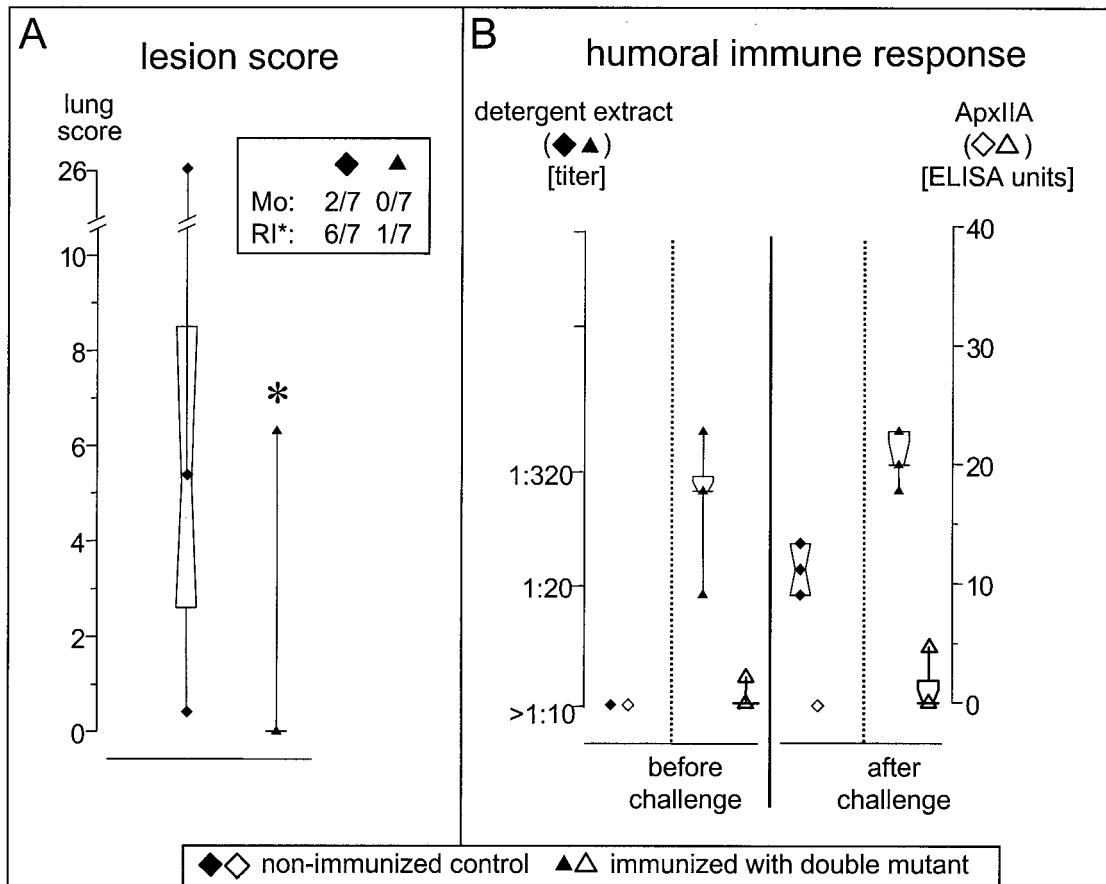 A
lesion score
lung
score
26
10
8
6
4
2
0
Mo: 2/7 0/7
RI*: 6/7 1/7
*
B
humoral immune response
detergent extract
(◆▲)
[titer]
ApxIIA
(◇△)
[ELISA units]
1:320
1:20
>1:10
40
30
20
10
0
before
challenge
after
challenge
◆◇ non-immunized control ▲△ immunized with double mutant